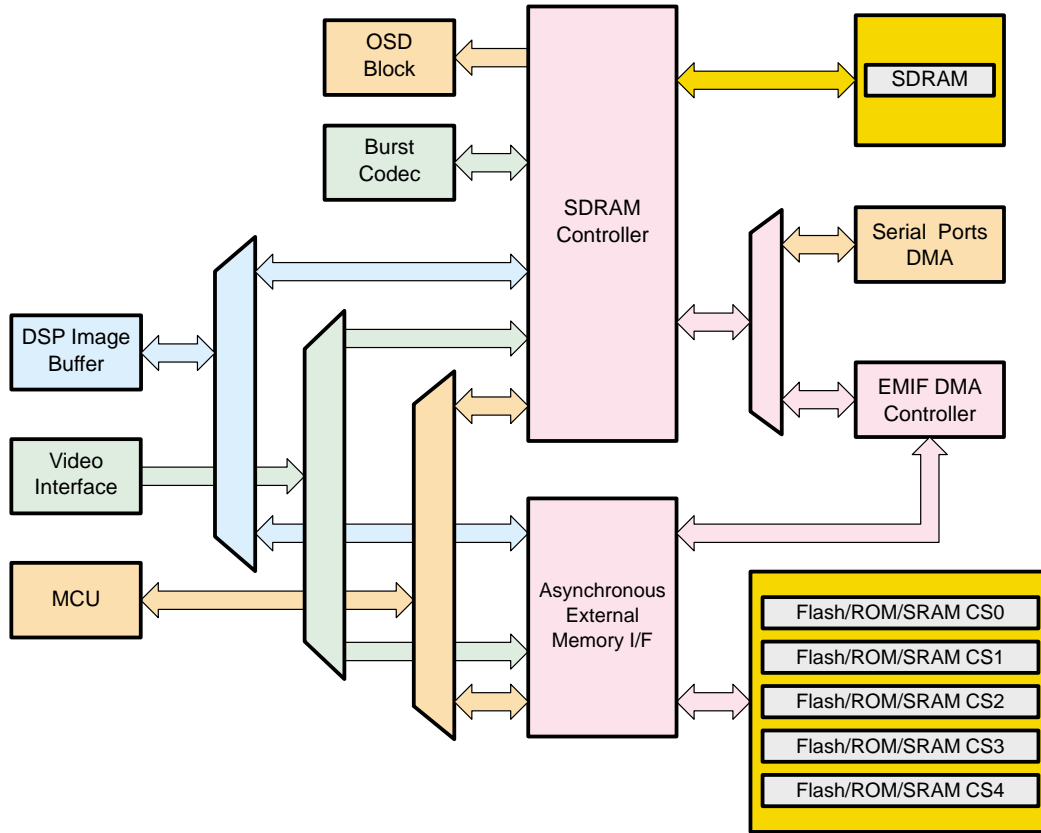 OSD
Block
SDRAM
Burst
Codec
SDRAM
Controller
Serial Ports
DMA
DSP Image
Buffer
EMIF DMA
Controller
Video
Interface
MCU
Asynchronous
External
Memory I/F
Flash/ROM/SRAM CS0
Flash/ROM/SRAM CS1
Flash/ROM/SRAM CS2
Flash/ROM/SRAM CS3
Flash/ROM/SRAM CS4